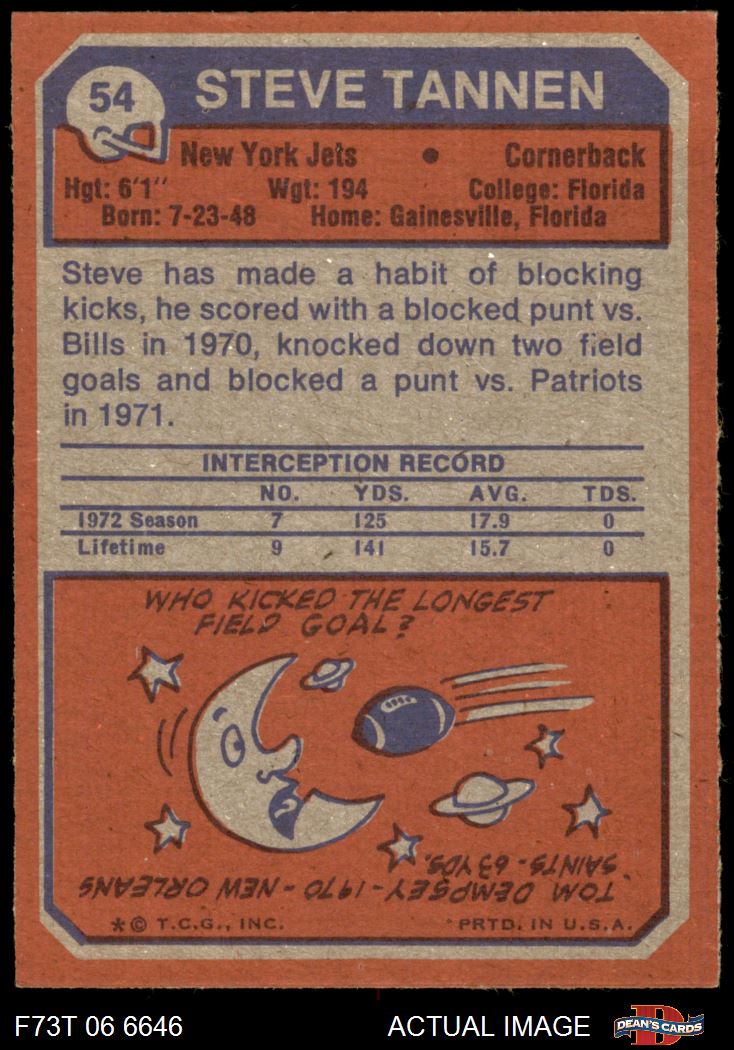 54
STEVE TANNEN
New York Jets • Cornerback
Hgt: 6'1" Wgt: 194 College: Florida
Born: 7-23-48 Home: Gainesville, Florida
Steve has made a habit of blocking
kicks, he scored with a blocked punt vs.
Bills in 1970, knocked down two field
goals and blocked a punt vs. Patriots
in 1971.
INTERCEPTION RECORD
NO. YDS. AVG. TDS.
1972 Season 7 125 17.9 0
Lifetime 9 141 15.7 0
WHO KICKED THE LONGEST
FIELD GOAL?
TOM DEMPSEY-1970-NEW ORLEANS
SAINTS-63 YDS.
*© T.C.G., INC. PRTD. IN U.S.A.
F73T 06 6646 ACTUAL IMAGE
D
DEAN'S CARDS